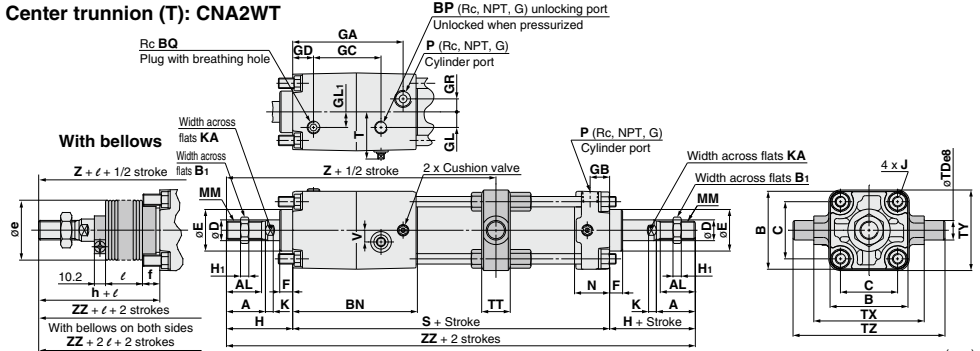 Center trunnion (T): CNA2WT
BP (Rc, NPT, G) unlocking port
Unlocked when pressurized
GA
Rc BQ
Plug with breathing hole
GD
GC
P (Rc, NPT, G)
Cylinder port
GL1
T
GR
GL
With bellows
Width across
flats KA
Width across
flats B1
Z + ℓ + 1/2 stroke
Z + 1/2 stroke
2 x Cushion valve
P (Rc, NPT, G)
Cylinder port
GB
Width across flats KA
Width across flats B1
4 x J
øTDe8
MM
MM
øe
øE
øD
V
øD
øE
B
C
TY
10.2
ℓ
f
H1
AL
F
N
F
AL
H1
h + ℓ
A
K
BN
TT
K
A
C
B
ZZ + ℓ + 2 strokes
H
S + Stroke
H + Stroke
TX
With bellows on both sides
ZZ + 2 ℓ + 2 strokes
ZZ + 2 strokes
TZ